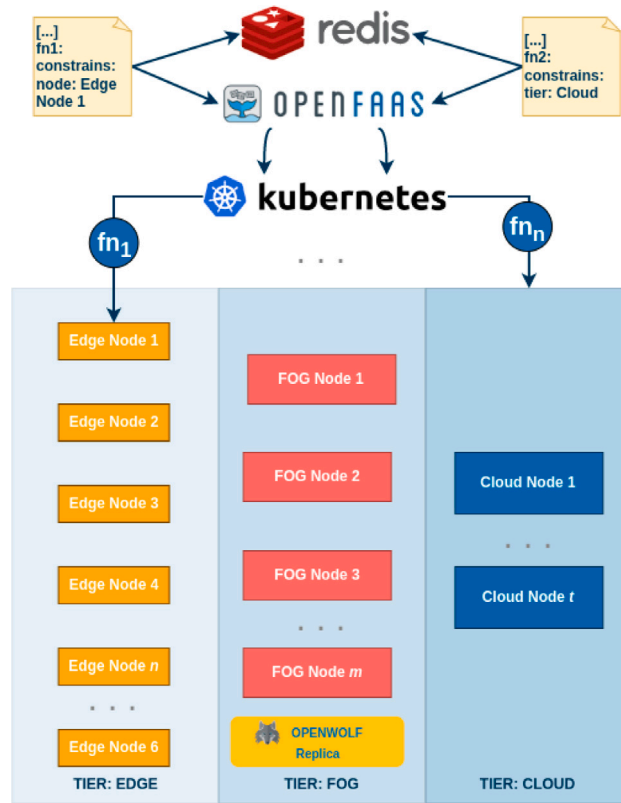 [...]
fn1:
constrains:
node: Edge
Node 1
redis
[...]
fn2:
constrains:
tier: Cloud
OPENFAAS
kubernetes
fn1
fnn
. . .
Edge Node 1
Edge Node 2
Edge Node 3
Edge Node 4
Edge Node n
. . .
Edge Node 6
TIER: EDGE
FOG Node 1
FOG Node 2
FOG Node 3
. . .
FOG Node m
OPENWOLF
Replica
TIER: FOG
Cloud Node 1
. . .
Cloud Node t
TIER: CLOUD